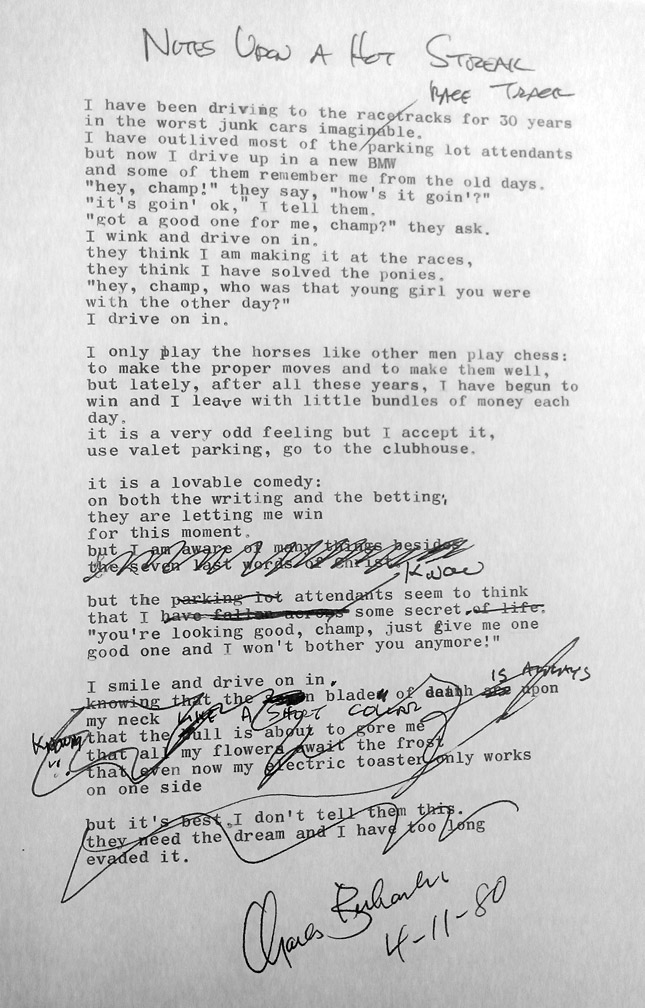 NOTES UPON A HOT STREAK
RACE TRACK
I have been driving to the racetracks for 30 years
in the worst junk cars imaginable.
I have outlived most of the parking lot attendants
but now I drive up in a new BMW
and some of them remember me from the old days.
"hey, champ!" they say, "how's it goin'?"
"it's goin' ok," I tell them.
"got a good one for me, champ?" they ask.
I wink and drive on in.
they think I am making it at the races,
they think I have solved the ponies.
"hey, champ, who was that young girl you were
with the other day?"
I drive on in.
I only play the horses like other men play chess:
to make the proper moves and to make them well,
but lately, after all these years, I have begun to
win and I leave with little bundles of money each
day.
it is a very odd feeling but I accept it,
use valet parking, go to the clubhouse.
it is a lovable comedy:
on both the writing and the betting,
they are letting me win
for this moment.
but I am aware of many things besides
the seven last words of Christ
KNOW
but the parking lot attendants seem to think
that I have fallen across some secret of life.
"you're looking good, champ, just give me one
good one and I won't bother you anymore!"
I smile and drive on in.
IS ALWAYS
knowing that the blade of death are upon
my neck LIKE A SHIRT COLLAR
KNOWING
that the bull is about to gore me
that all my flowers await the frost
that even now my electric toaster only works
on one side
but it's best I don't tell them this.
they need the dream and I have too long
evaded it.
Charles Bukowski
4-11-80